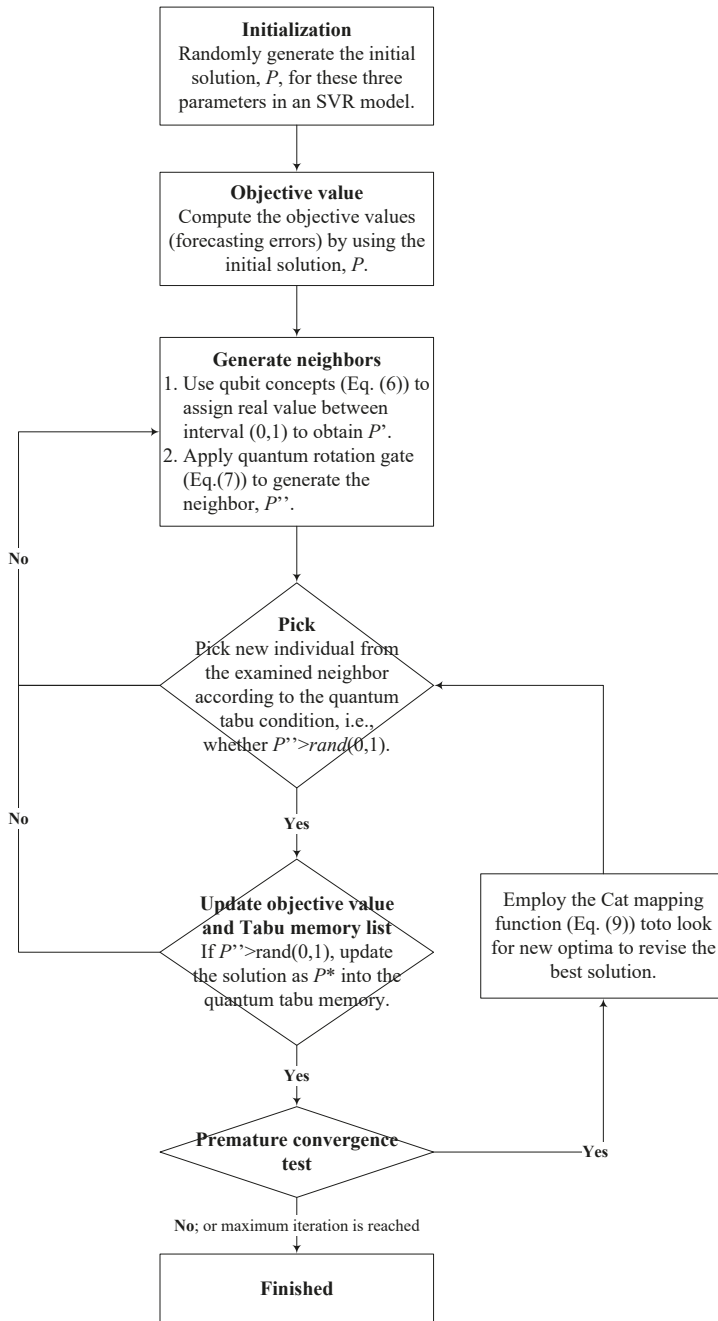 Initialization
Randomly generate the initial
solution, P, for these three
parameters in an SVR model.
Objective value
Compute the objective values
(forecasting errors) by using the
initial solution, P.
Generate neighbors
1. Use qubit concepts (Eq. (6)) to
assign real value between
interval (0,1) to obtain P’.
2. Apply quantum rotation gate
(Eq.(7)) to generate the
neighbor, P’’.
No
Pick
Pick new individual from
the examined neighbor
according to the quantum
tabu condition, i.e.,
whether P’’>rand(0,1).
No
Yes
Update objective value
and Tabu memory list
If P’’>rand(0,1), update
the solution as P* into the
quantum tabu memory.
Employ the Cat mapping
function (Eq. (9)) toto look
for new optima to revise the
best solution.
Yes
Premature convergence
test
Yes
No; or maximum iteration is reached
Finished